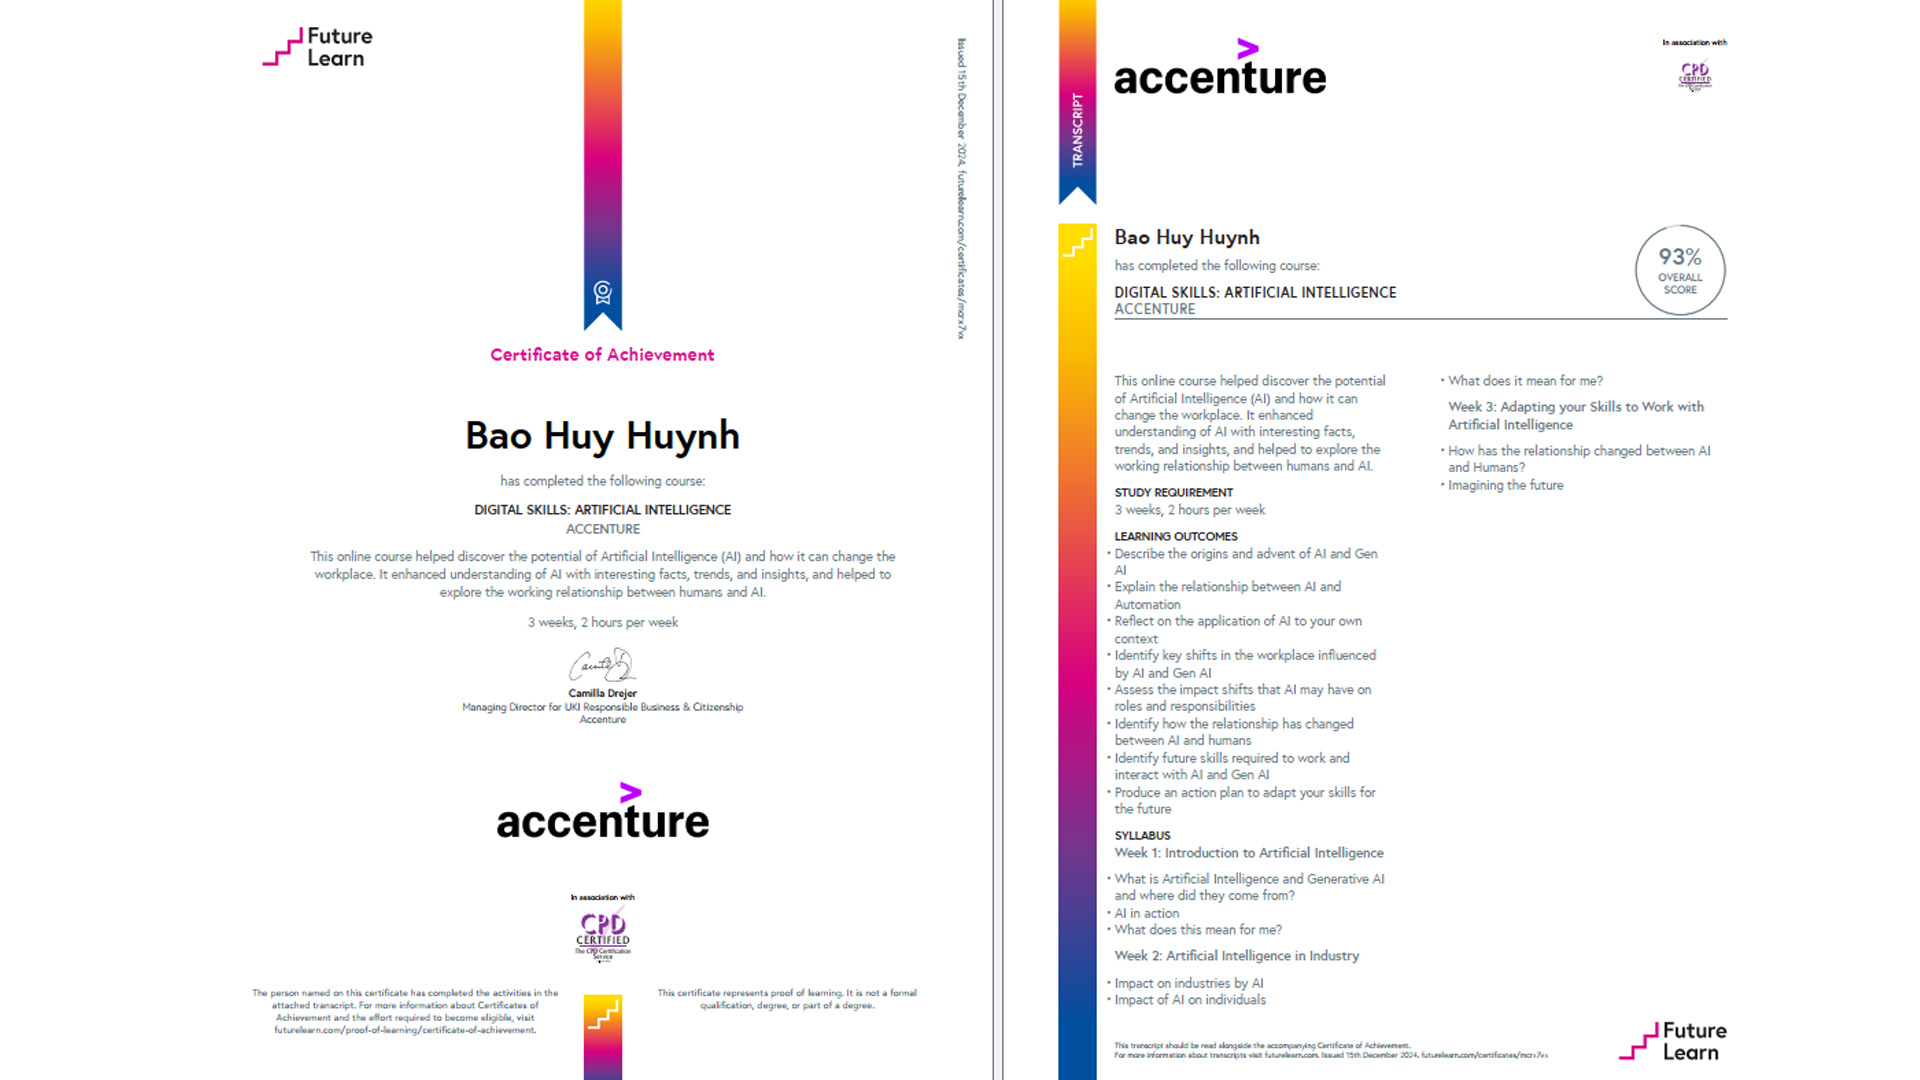 Future
Learn
Issued 15th December 2024. futurelearn.com/certificates/mcrx7vx
Certificate of Achievement
Bao Huy Huynh
has completed the following course:
DIGITAL SKILLS: ARTIFICIAL INTELLIGENCE
ACCENTURE
This online course helped discover the potential of Artificial Intelligence (AI) and how it can change the
workplace. It enhanced understanding of AI with interesting facts, trends, and insights, and helped to
explore the working relationship between humans and AI.
3 weeks, 2 hours per week
Camilla Drejer
Managing Director for UKI Responsible Business & Citizenship
Accenture
accenture
In association with
CPD
CERTIFIED
The CPD Certification
Service
The person named on this certificate has completed the activities in the
attached transcript. For more information about Certificates of
Achievement and the effort required to become eligible, visit
futurelearn.com/proof-of-learning/certificate-of-achievement.
This certificate represents proof of learning. It is not a formal
qualification, degree, or part of a degree.
TRANSCRIPT
accenture
In association with
CPD
CERTIFIED
Bao Huy Huynh
has completed the following course:
DIGITAL SKILLS: ARTIFICIAL INTELLIGENCE
ACCENTURE
93%
OVERALL
SCORE
This online course helped discover the potential
of Artificial Intelligence (AI) and how it can
change the workplace. It enhanced
understanding of AI with interesting facts,
trends, and insights, and helped to explore the
working relationship between humans and AI.
STUDY REQUIREMENT
3 weeks, 2 hours per week
LEARNING OUTCOMES
• Describe the origins and advent of AI and Gen
AI
• Explain the relationship between AI and
Automation
• Reflect on the application of AI to your own
context
• Identify key shifts in the workplace influenced
by AI and Gen AI
• Assess the impact shifts that AI may have on
roles and responsibilities
• Identify how the relationship has changed
between AI and humans
• Identify future skills required to work and
interact with AI and Gen AI
• Produce an action plan to adapt your skills for
the future
SYLLABUS
Week 1: Introduction to Artificial Intelligence
• What is Artificial Intelligence and Generative AI
and where did they come from?
• AI in action
• What does this mean for me?
Week 2: Artificial Intelligence in Industry
• Impact on industries by AI
• Impact of AI on individuals
• What does it mean for me?
Week 3: Adapting your Skills to Work with
Artificial Intelligence
• How has the relationship changed between AI
and Humans?
• Imagining the future
This transcript should be read alongside the accompanying Certificate of Achievement.
For more information about transcripts visit futurelearn.com. Issued 15th December 2024. futurelearn.com/certificates/mcrx7vx
Future
Learn